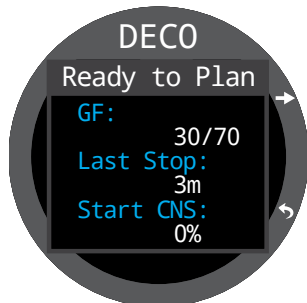 DECO
Ready to Plan
GF:
30/70
Last Stop:
3m
Start CNS:
0%